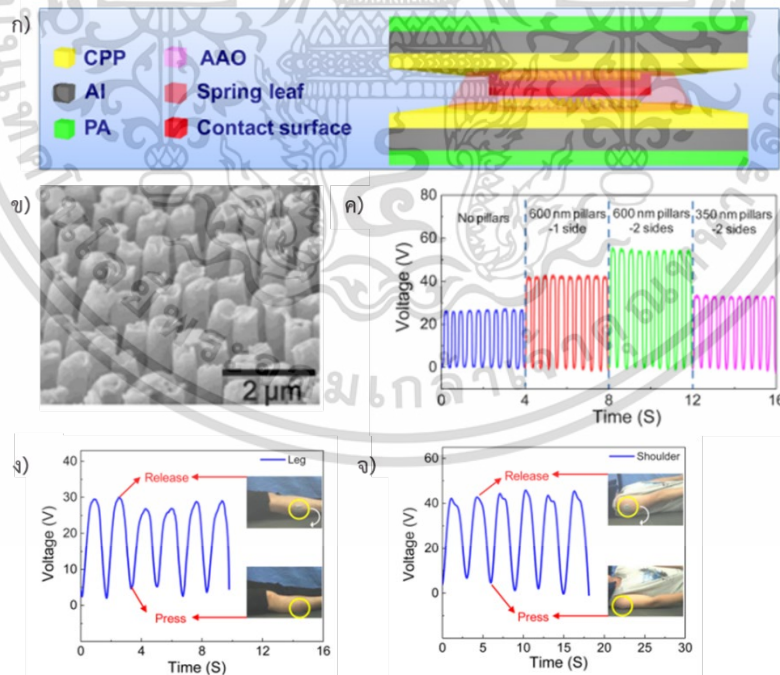 ก)
CPP AAO
Al Spring leaf
PA Contact surface
ข)
2 µm
ค)
80
60
40
20
0
Voltage (V)
No pillars
600 nm pillars
-1 side
600 nm pillars
-2 sides
350 nm pillars
-2 sides
0 4 8 12 16
Time (S)
ง)
40
30
20
10
0
Voltage (V)
Leg
Release
Press
0 4 8 12 16
Time (S)
จ)
60
40
20
0
Voltage (V)
Shoulder
Release
Press
0 5 10 15 20 25 30
Time (S)